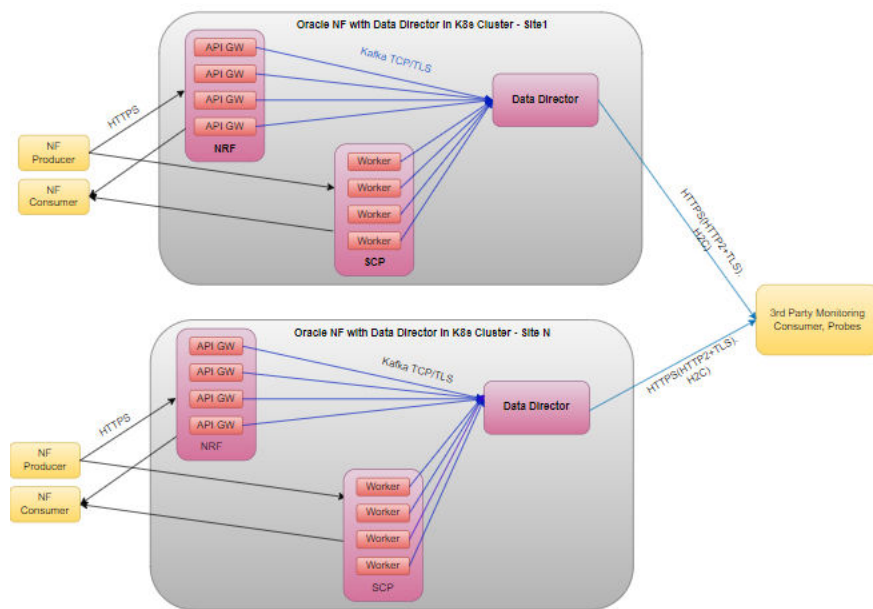 Oracle NF with Data Director in K8s Cluster - Site1
API GW
API GW
API GW
API GW
NRF
Kafka TCP/TLS
Data Director
HTTPS
NF
Producer
NF
Consumer
Worker
Worker
Worker
Worker
SCP
HTTPS(HTTP2+TLS).
H2C)
3rd Party Monitoring
Consumer, Probes
Oracle NF with Data Director in K8s Cluster - Site N
API GW
API GW
API GW
API GW
NRF
Kafka TCP/TLS
Data Director
HTTPS(HTTP2+TLS).
H2C)
HTTPS
NF
Producer
NF
Consumer
Worker
Worker
Worker
Worker
SCP